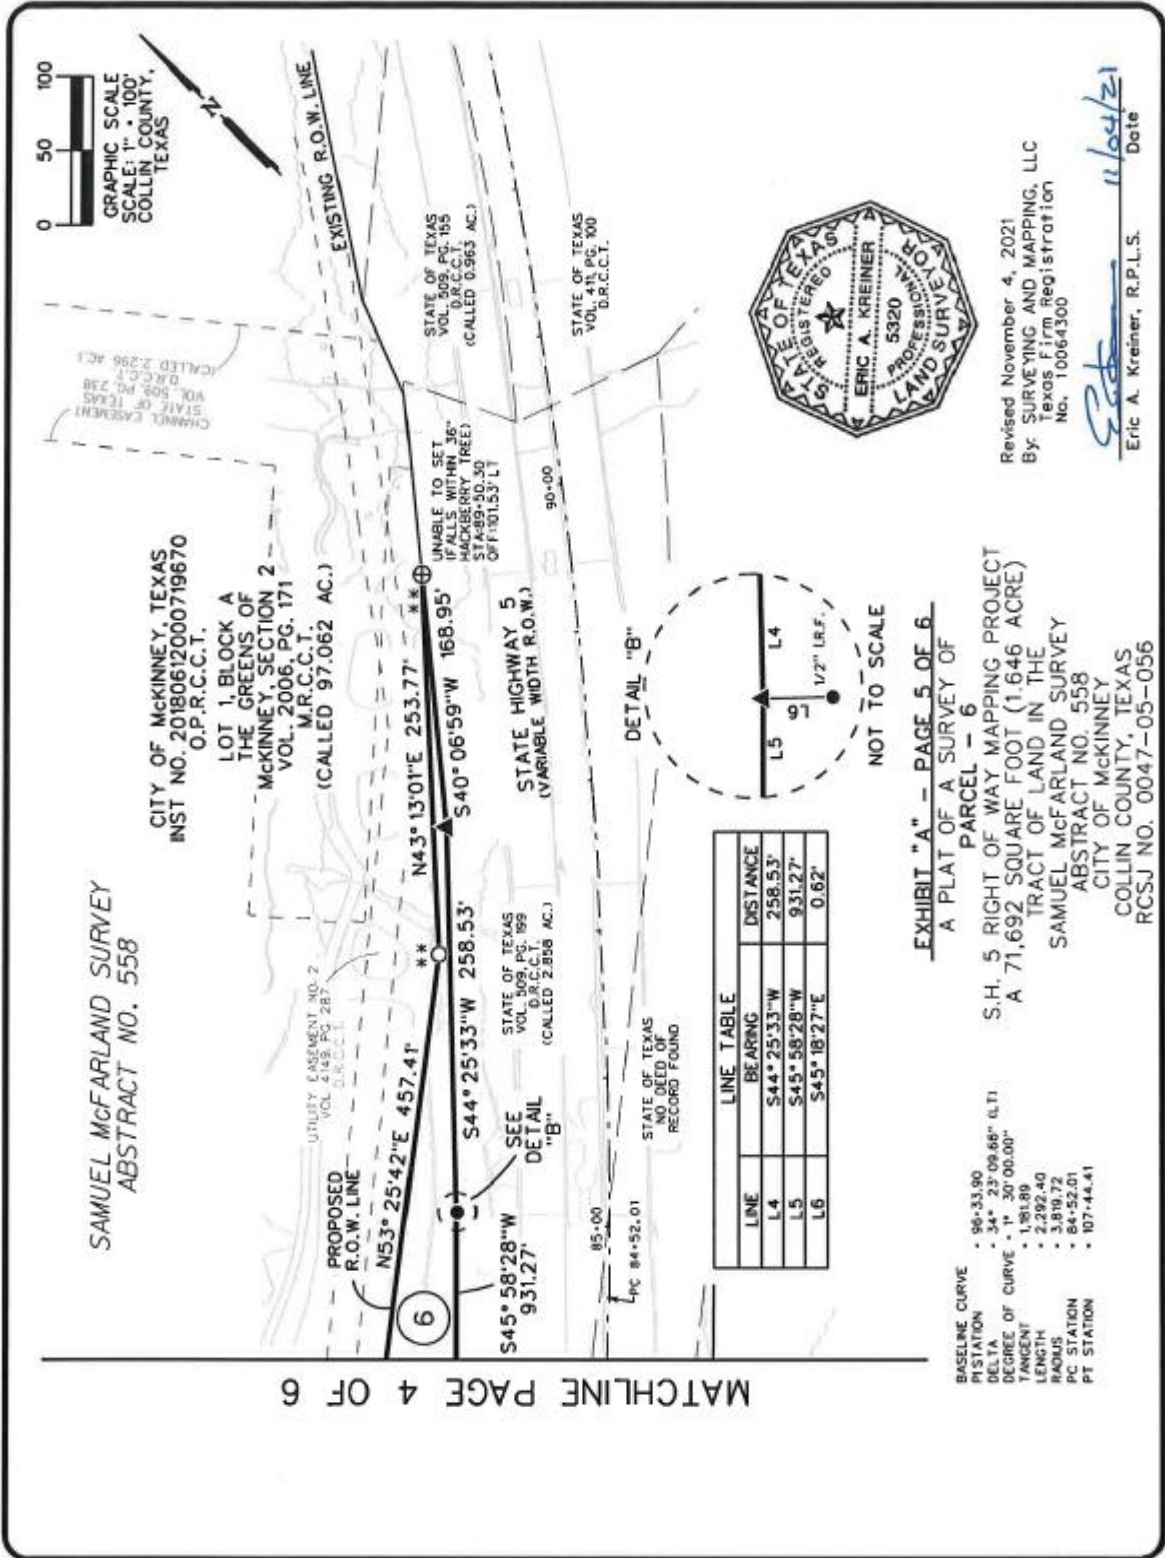 SAMUEL McFARLAND SURVEY
ABSTRACT NO. 558
CITY OF McKINNEY, TEXAS
INST NO. 20180612000719670
O.P.R.C.C.T.
LOT 1, BLOCK A
THE GREENS OF
McKINNEY, SECTION 2
VOL. 2006, PG. 171
M.R.C.C.T.
(CALLED 97.062 AC.)
CHANNEL EASEMENT
STATE OF TEXAS
VOL. 509, PG. 238
D.R.C.C.T.
(CALLED 2.296 AC.)
0 50 100
GRAPHIC SCALE
SCALE: 1" = 100'
COLLIN COUNTY,
TEXAS
N
EXISTING R.O.W. LINE
UTILITY EASEMENT NO. 2
VOL. 4149, PG. 287
D.R.C.C.T.
PROPOSED
R.O.W. LINE
N53° 25'42"E 457.41'
**
N43° 13'01"E 253.77'
**
S40° 06'59"W 168.95'
UNABLE TO SET
(FALLS WITHIN 36"
HACKBERRY TREE)
STA:89+50.30
OFF:101.53' LT
STATE OF TEXAS
VOL. 509, PG. 155
D.R.C.C.T.
(CALLED 0.963 AC.)
6
S45° 58'28"W
931.27'
S44° 25'33"W 258.53'
SEE
DETAIL
"B"
STATE OF TEXAS
VOL. 509, PG. 199
D.R.C.C.T.
(CALLED 2.858 AC.)
STATE HIGHWAY 5
(VARIABLE WIDTH R.O.W.)
STATE OF TEXAS
VOL. 411, PG. 100
D.R.C.C.T.
85+00
90+00
PC 84+52.01
STATE OF TEXAS
NO DEED OF
RECORD FOUND
MATCHLINE PAGE 4 OF 6
DETAIL "B"
L5 L4
L6
1/2" I.R.F.
NOT TO SCALE
LINE TABLE
LINE BEARING DISTANCE
L4 S44° 25'33"W 258.53'
L5 S45° 58'28"W 931.27'
L6 S45° 18'27"E 0.62'
STATE OF TEXAS
REGISTERED
ERIC A. KREINER
5320
PROFESSIONAL
LAND SURVEYOR
BASELINE CURVE
PI STATION = 96+33.90
DELTA = 34° 23' 09.68" (LT)
DEGREE OF CURVE = 1° 30' 00.00"
TANGENT = 1,181.89
LENGTH = 2,292.40
RADIUS = 3,819.72
PC STATION = 84+52.01
PT STATION = 107+44.41
EXHIBIT "A" - PAGE 5 OF 6
A PLAT OF A SURVEY OF
PARCEL - 6
S.H. 5 RIGHT OF WAY MAPPING PROJECT
A 71,692 SQUARE FOOT (1.646 ACRE)
TRACT OF LAND IN THE
SAMUEL McFARLAND SURVEY
ABSTRACT NO. 558
CITY OF McKINNEY
COLLIN COUNTY, TEXAS
RCSJ NO. 0047-05-056
Revised November 4, 2021
By: SURVEYING AND MAPPING, LLC
Texas Firm Registration
No. 10064300
11/04/21
Eric A. Kreiner, R.P.L.S. Date